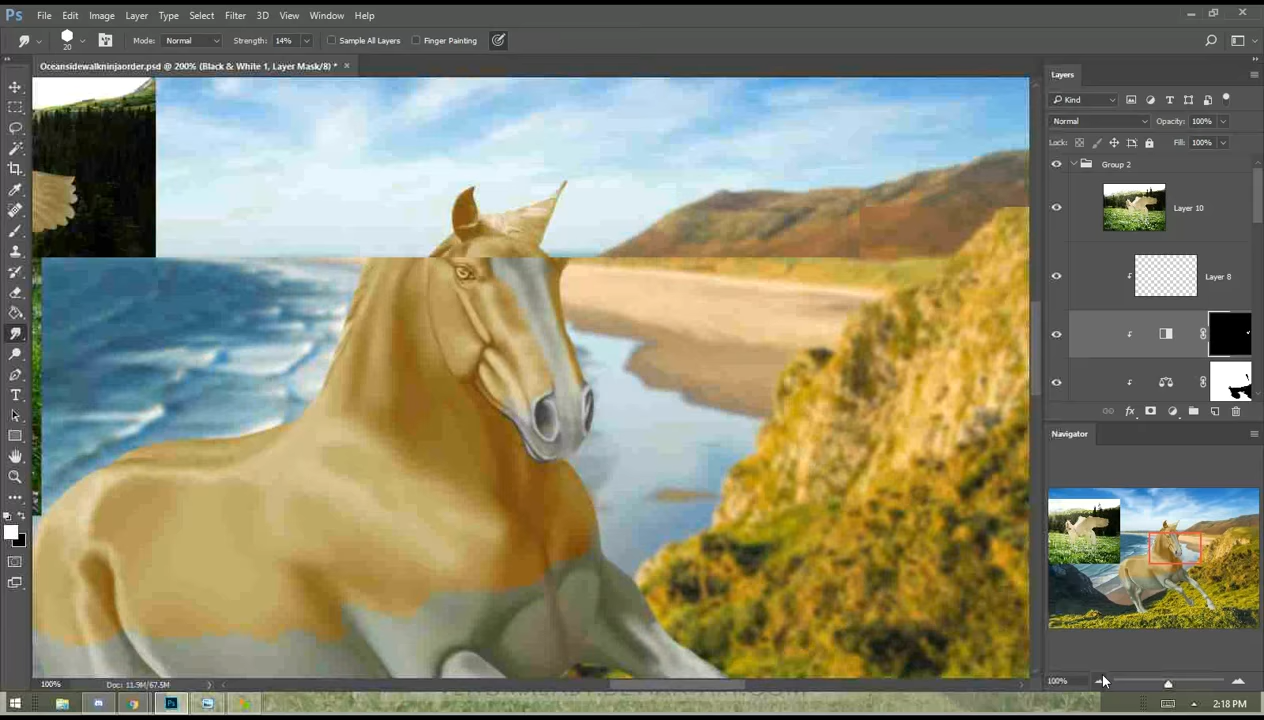 Ps File Edit Image Layer Type Select Filter 3D View Window Help
20 Mode: Normal Strength: 14% Sample All Layers Finger Painting
Oceansidewalkninjaorder.psd @ 200% (Black & White 1, Layer Mask/8) *
Layers
Kind
Normal Opacity: 100%
Lock: Fill: 100%
Group 2
Layer 10
Layer 8
Navigator
100%
100% Doc: 11.9M/67.5M
2:18 PM